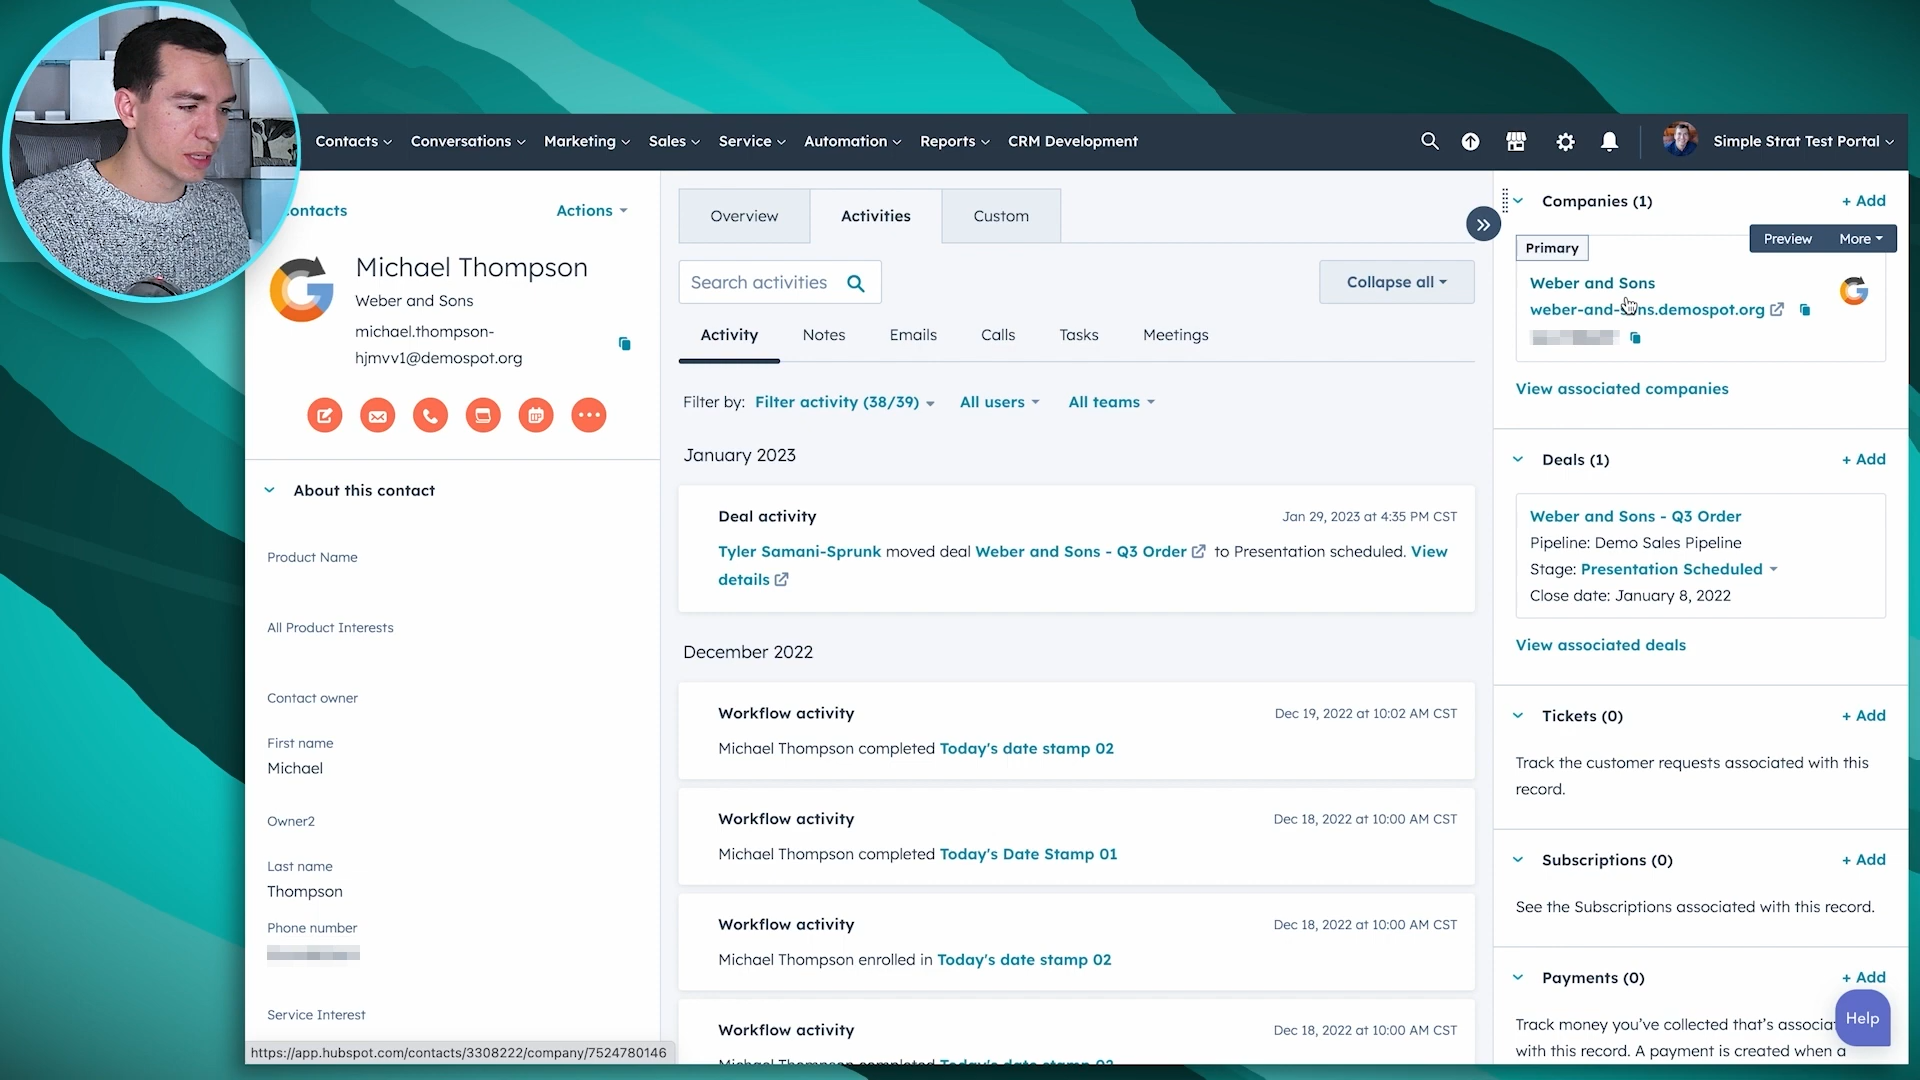 Contacts
Conversations
Marketing
Sales
Service
Automation
Reports
CRM Development
Simple Strat Test Portal
Actions
Michael Thompson
Weber and Sons
michael.thompson-
hjmvv1@demospot.org
About this contact
Product Name
All Product Interests
Contact owner
First name
Michael
Owner2
Last name
Thompson
Phone number
Service Interest
https://app.hubspot.com/contacts/3308222/company/7524780146
Overview
Activities
Custom
Search activities
Collapse all
Activity
Notes
Emails
Calls
Tasks
Meetings
Filter by: Filter activity (38/39) All users All teams
January 2023
Deal activity
Jan 29, 2023 at 4:35 PM CST
Tyler Samani-Sprunk moved deal Weber and Sons - Q3 Order to Presentation scheduled. View
details
December 2022
Workflow activity
Dec 19, 2022 at 10:02 AM CST
Michael Thompson completed Today's date stamp 02
Workflow activity
Dec 18, 2022 at 10:00 AM CST
Michael Thompson completed Today's Date Stamp 01
Workflow activity
Dec 18, 2022 at 10:00 AM CST
Michael Thompson enrolled in Today's date stamp 02
Workflow activity
Dec 18, 2022 at 10:00 AM CST
Michael Thompson completed Today's date stamp 02
Companies (1)
+ Add
Primary
Preview
More
Weber and Sons
weber-and-sons.demospot.org
View associated companies
Deals (1)
+ Add
Weber and Sons - Q3 Order
Pipeline: Demo Sales Pipeline
Stage: Presentation Scheduled
Close date: January 8, 2022
View associated deals
Tickets (0)
+ Add
Track the customer requests associated with this
record.
Subscriptions (0)
+ Add
See the Subscriptions associated with this record.
Payments (0)
+ Add
Track money you've collected that's
with this record. A payment is created when a
Help